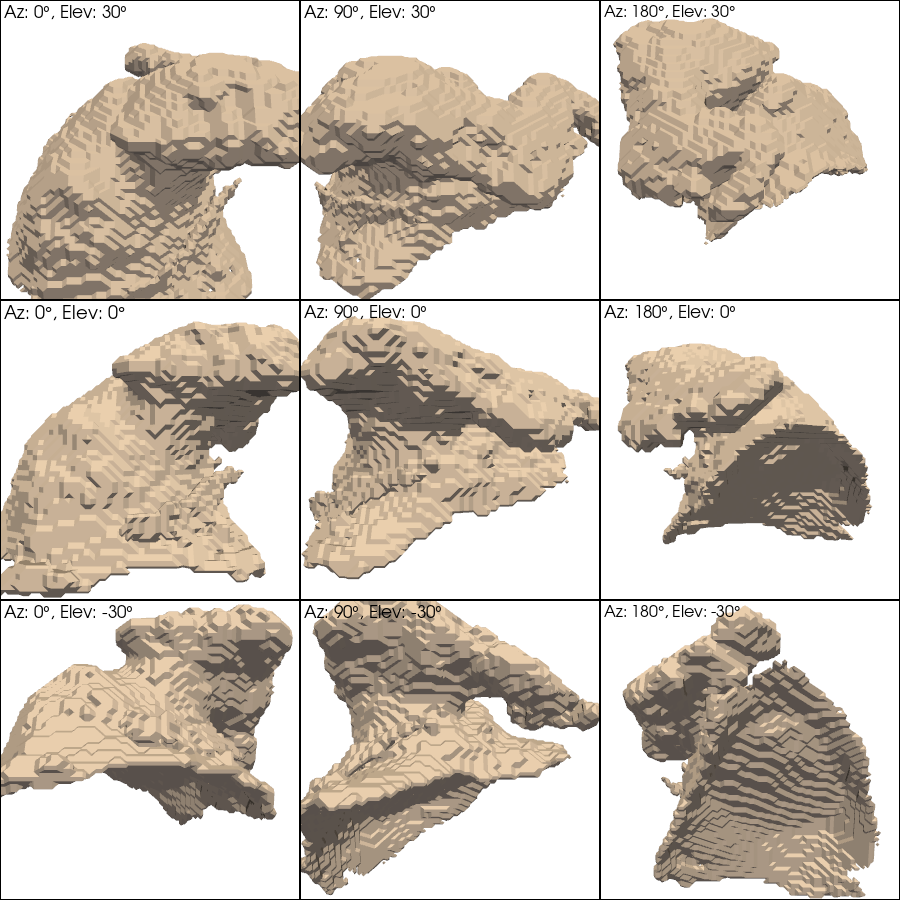 Az: 0°, Elev: 30°
Az: 90°, Elev: 30°
Az: 180°, Elev: 30°
Az: 0°, Elev: 0°
Az: 90°, Elev: 0°
Az: 180°, Elev: 0°
Az: 0°, Elev: -30°
Az: 90°, Elev: -30°
Az: 180°, Elev: -30°